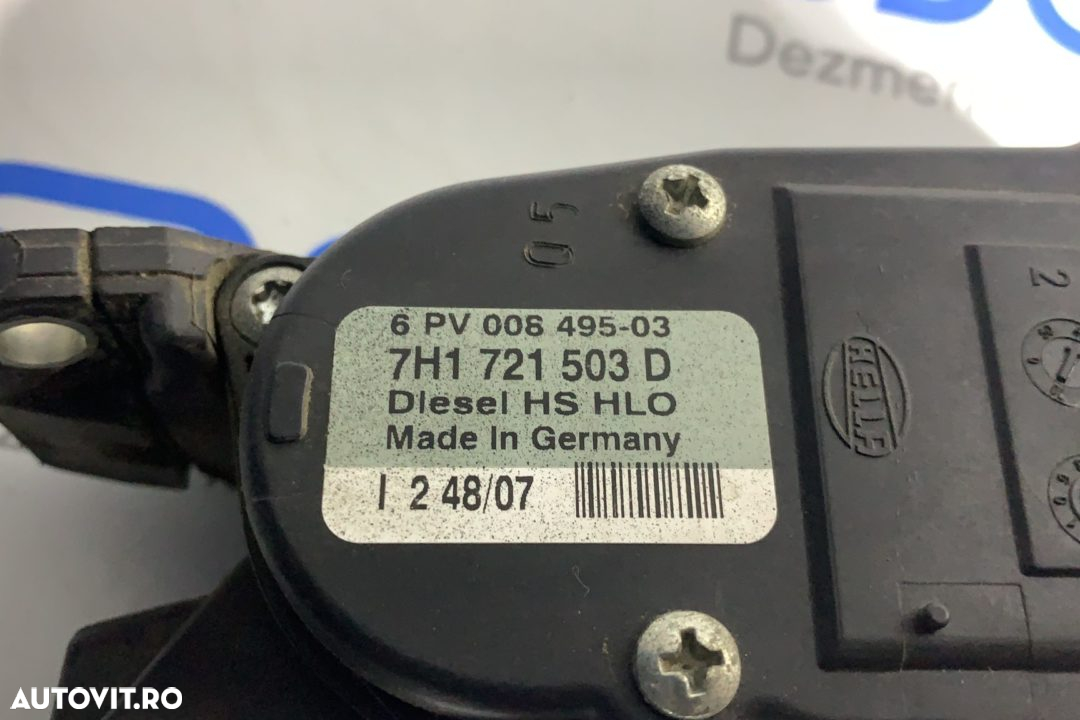 Dezme
6 PV 008 495-03
7H1 721 503 D
Diesel HS HLO
Made In Germany
I 2 48/07
HELLA
2
AUTOVIT.RO